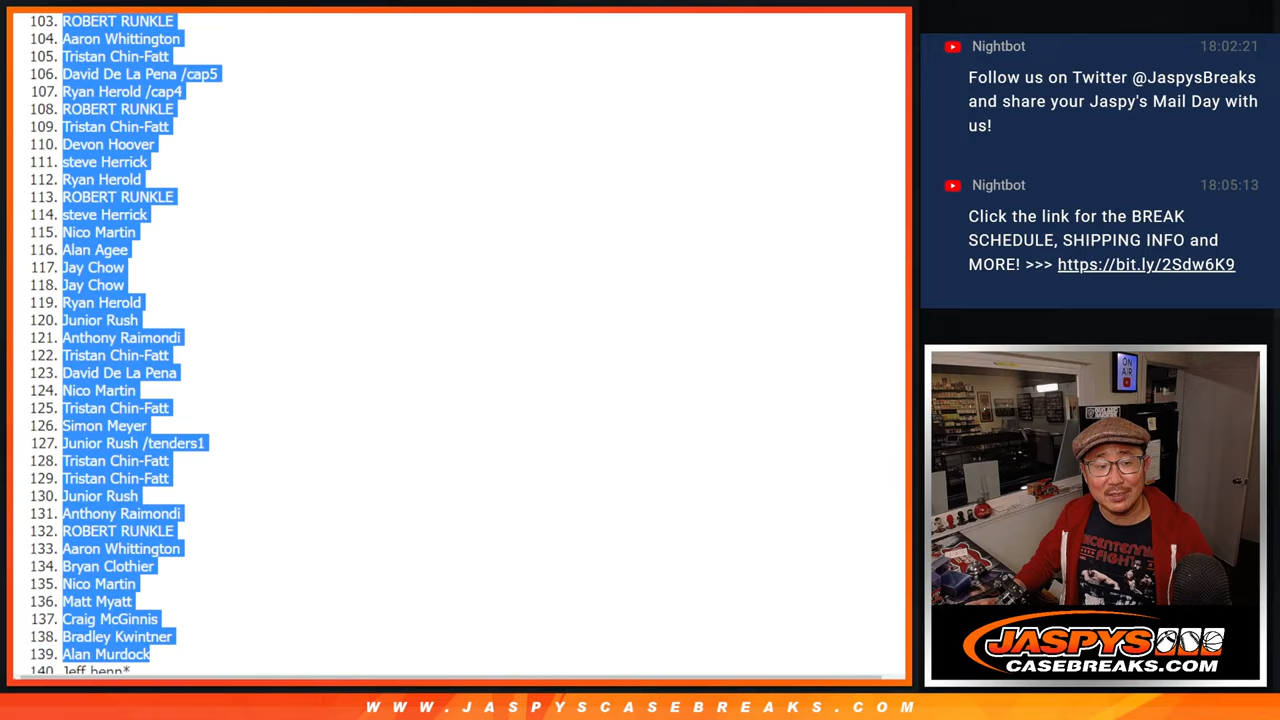 103. ROBERT RUNKLE
104. Aaron Whittington
105. Tristan Chin-Fatt
106. David De La Pena /cap5
107. Ryan Herold /cap4
108. ROBERT RUNKLE
109. Tristan Chin-Fatt
110. Devon Hoover
111. steve Herrick
112. Ryan Herold
113. ROBERT RUNKLE
114. steve Herrick
115. Nico Martin
116. Alan Agee
117. Jay Chow
118. Jay Chow
119. Ryan Herold
120. Junior Rush
121. Anthony Raimondi
122. Tristan Chin-Fatt
123. David De La Pena
124. Nico Martin
125. Tristan Chin-Fatt
126. Simon Meyer
127. Junior Rush /tenders1
128. Tristan Chin-Fatt
129. Tristan Chin-Fatt
130. Junior Rush
131. Anthony Raimondi
132. ROBERT RUNKLE
133. Aaron Whittington
134. Bryan Clothier
135. Nico Martin
136. Matt Myatt
137. Craig McGinnis
138. Bradley Kwintner
139. Alan Murdock
140. Jeff benn*
Nightbot 18:02:21
Follow us on Twitter @JaspysBreaks
and share your Jaspy's Mail Day with
us!
Nightbot 18:05:13
Click the link for the BREAK
SCHEDULE, SHIPPING INFO and
MORE! >>> https://bit.ly/2Sdw6K9
ON
AIR
BICENTENNIAL
FIGHT
JASPYS
CASEBREAKS.COM
WWW.JASPYSCASEBREAKS.COM